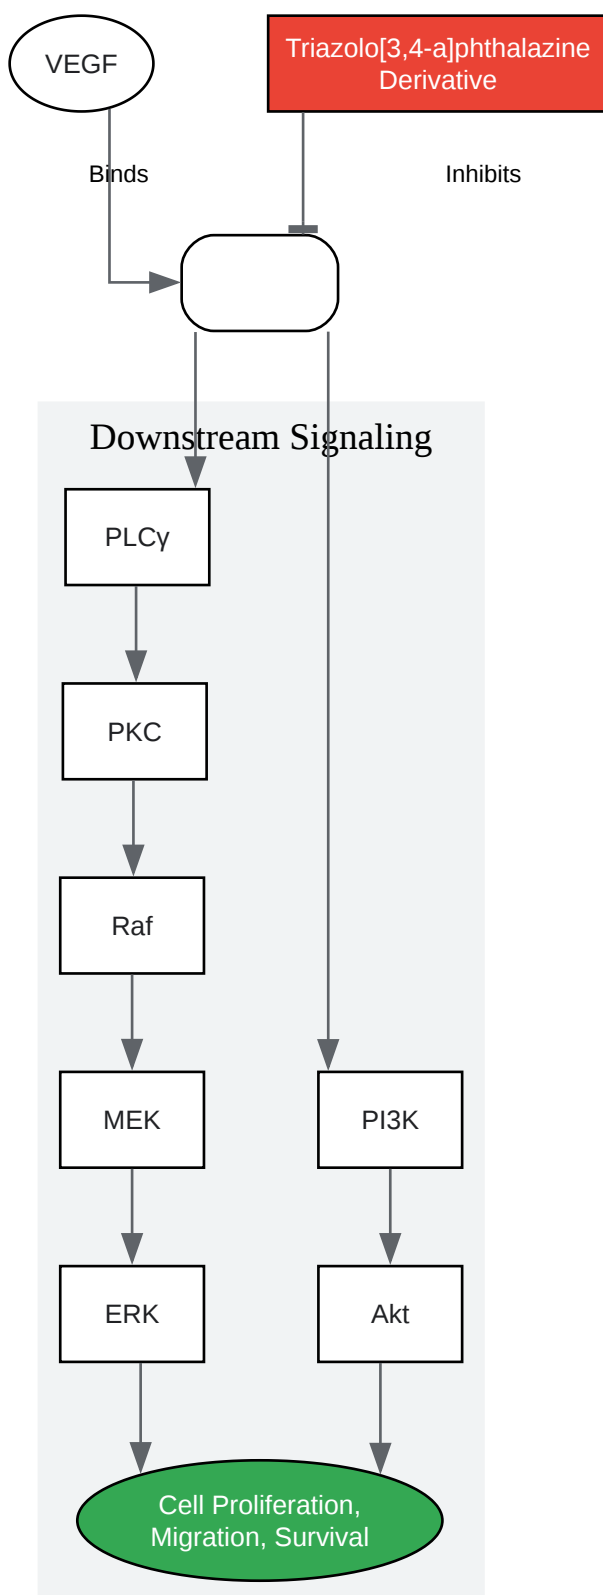 VEGF
Triazolo[3,4-a]phthalazine
Derivative
Binds
Inhibits
Downstream Signaling
PLCγ
PKC
Raf
MEK
PI3K
ERK
Akt
Cell Proliferation,
Migration, Survival